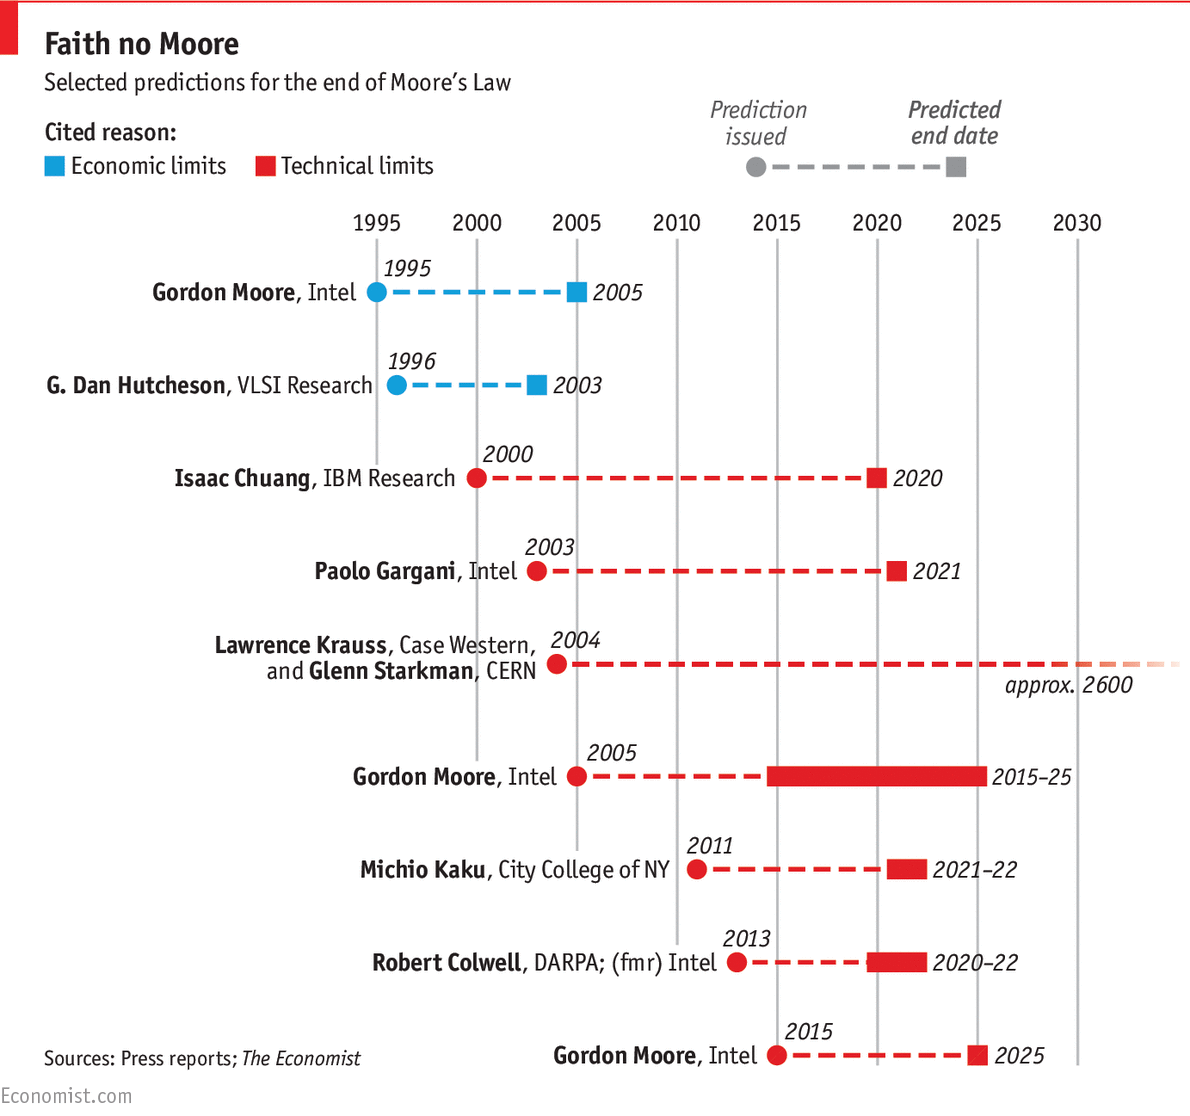 Faith no Moore
Selected predictions for the end of Moore's Law
Cited reason:
Economic limits Technical limits
Prediction issued
Predicted end date
1995 2000 2005 2010 2015 2020 2025 2030
1995
Gordon Moore, Intel 2005
1996
G. Dan Hutcheson, VLSI Research 2003
2000
Isaac Chuang, IBM Research 2020
2003
Paolo Gargani, Intel 2021
2004
Lawrence Krauss, Case Western,
and Glenn Starkman, CERN
approx. 2600
2005
Gordon Moore, Intel 2015–25
2011
Michio Kaku, City College of NY 2021–22
2013
Robert Colwell, DARPA; (fmr) Intel 2020–22
2015
Gordon Moore, Intel 2025
Sources: Press reports; The Economist
Economist.com